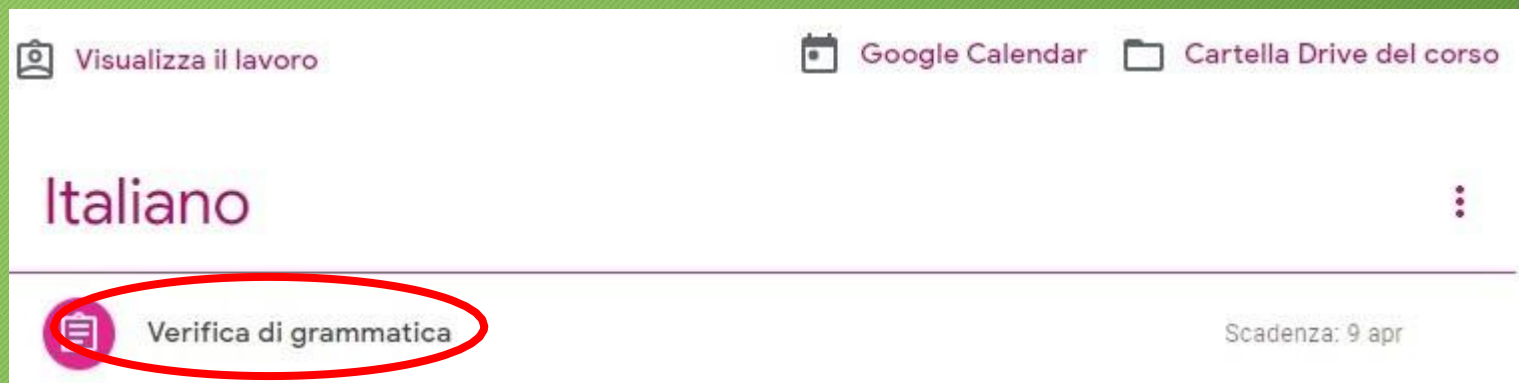 Visualizza il lavoro Google Calendar Cartella Drive del corso
Italiano
Verifica di grammatica Scadenza: 9 apr